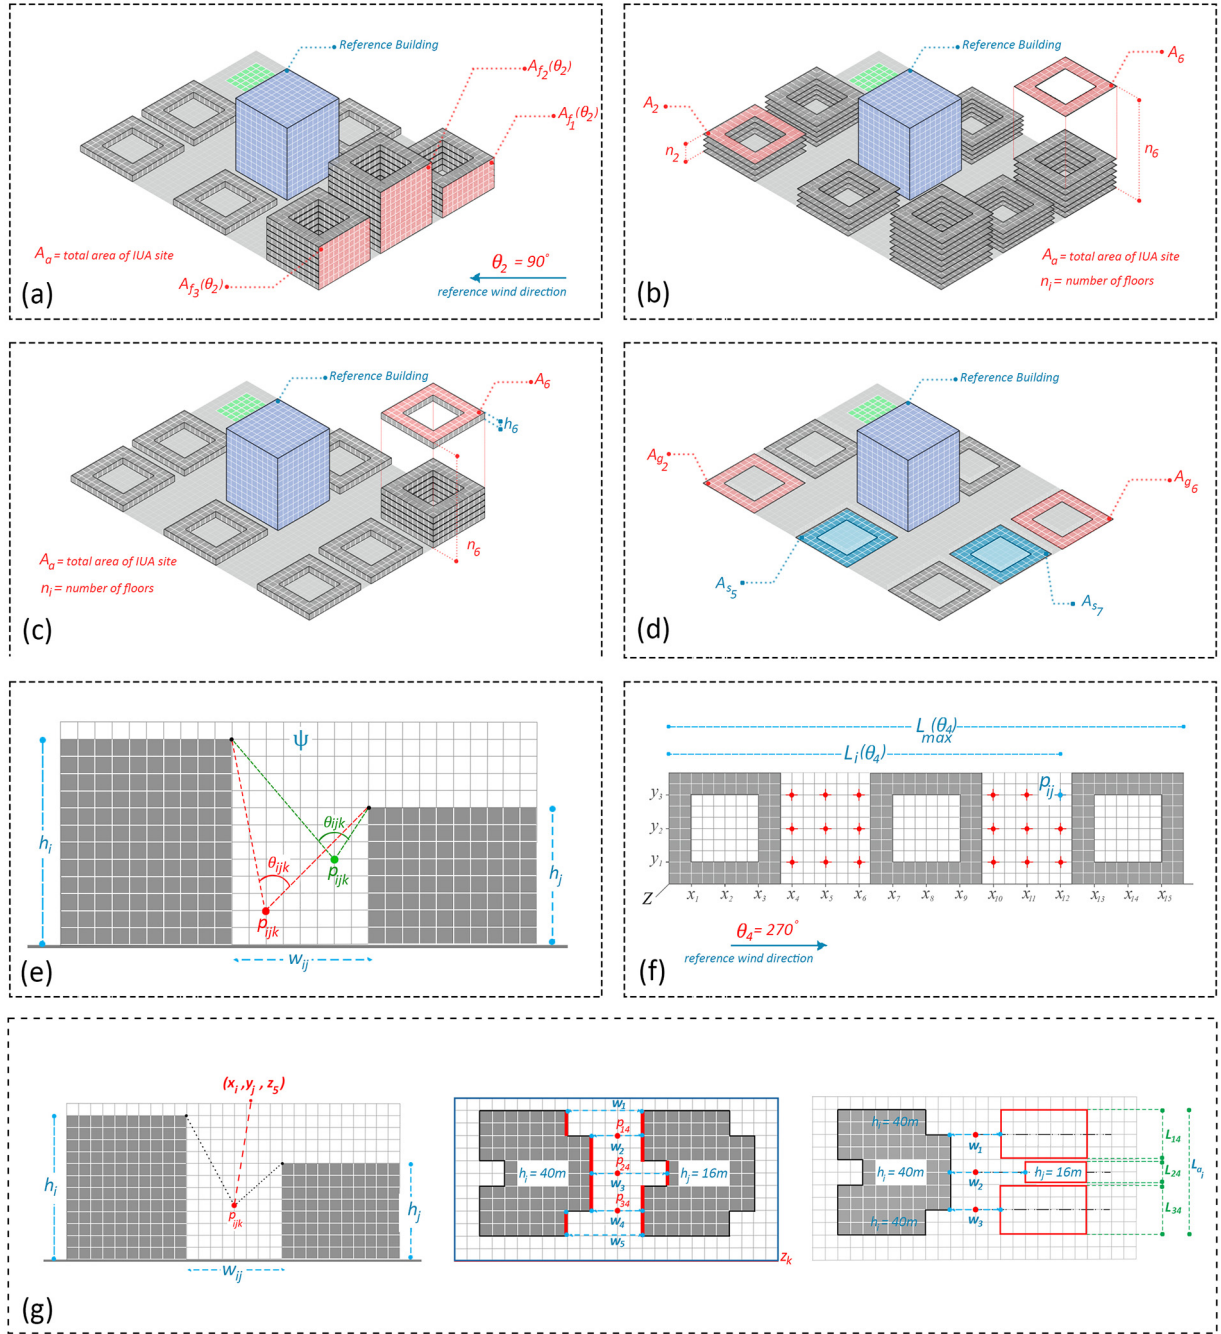 Reference Building
A_f2(θ2)
A_f1(θ2)
A_a = total area of IUA site
A_f3(θ2)
θ2 = 90°
reference wind direction
(a)
Reference Building
A6
A2
n2
n6
A_a = total area of IUA site
n_i = number of floors
(b)
Reference Building
A6
h6
n6
A_a = total area of IUA site
n_i = number of floors
(c)
Reference Building
A_g2
A_g6
A_s5
A_s7
(d)
ψ
h_i
θ_ijk
θ_ijk
p_ijk
p_ijk
h_j
w_ij
(e)
L_max(θ4)
L_i(θ4)
p_ij
y3
y2
y1
z
x1 x2 x3 x4 x5 x6 x7 x8 x9 x10 x11 x12 x13 x14 x15
θ4 = 270°
reference wind direction
(f)
(x_i, y_j, z_5)
h_i
p_ijk
h_j
w_ij
w1
p14
w2
p24
h_i = 40m
h_j = 16m
w3
p34
w4
w5
z_k
h_i = 40m
w1
h_i = 40m
h_j = 16m
w2
h_i = 40m
w3
L14
L24
L34
L_ai
(g)